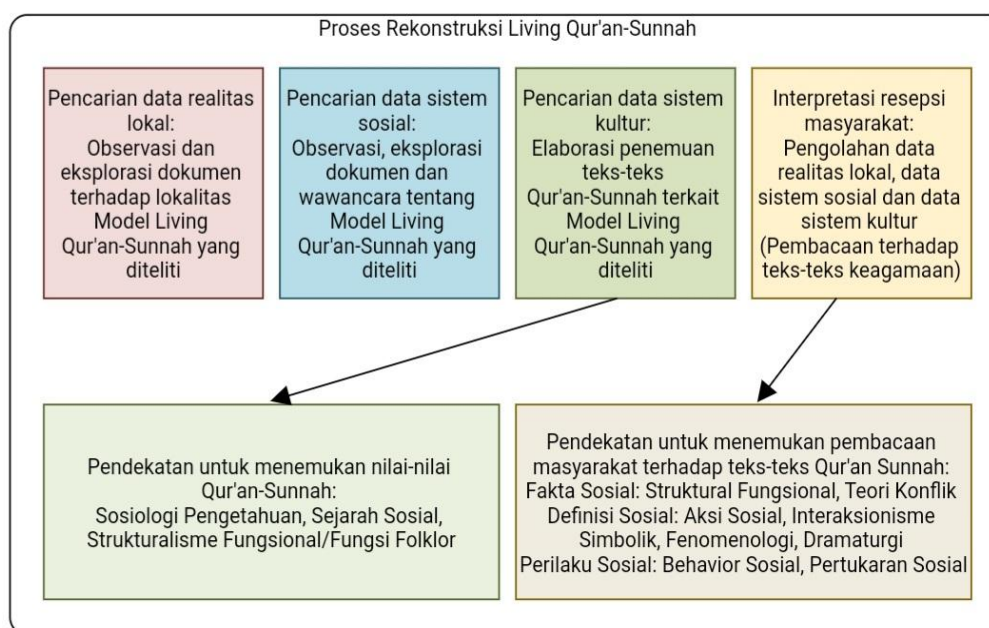 Proses Rekonstruksi Living Qur'an-Sunnah
Pencarian data realitas
lokal:
Observasi dan
eksplorasi dokumen
terhadap lokalitas
Model Living
Qur'an-Sunnah yang
diteliti
Pencarian data sistem
sosial:
Observasi, eksplorasi
dokumen dan
wawancara tentang
Model Living
Qur'an-Sunnah yang
diteliti
Pencarian data sistem
kultur:
Elaborasi penemuan
teks-teks
Qur'an-Sunnah terkait
Model Living
Qur'an-Sunnah yang
diteliti
Interpretasi resepsi
masyarakat:
Pengolahan data
realitas lokal, data
sistem sosial dan data
sistem kultur
(Pembacaan terhadap
teks-teks keagamaan)
Pendekatan untuk menemukan nilai-nilai
Qur'an-Sunnah:
Sosiologi Pengetahuan, Sejarah Sosial,
Strukturalisme Fungsional/Fungsi Folklor
Pendekatan untuk menemukan pembacaan
masyarakat terhadap teks-teks Qur'an Sunnah:
Fakta Sosial: Struktural Fungsional, Teori Konflik
Definisi Sosial: Aksi Sosial, Interaksionisme
Simbolik, Fenomenologi, Dramaturgi
Perilaku Sosial: Behavior Sosial, Pertukaran Sosial